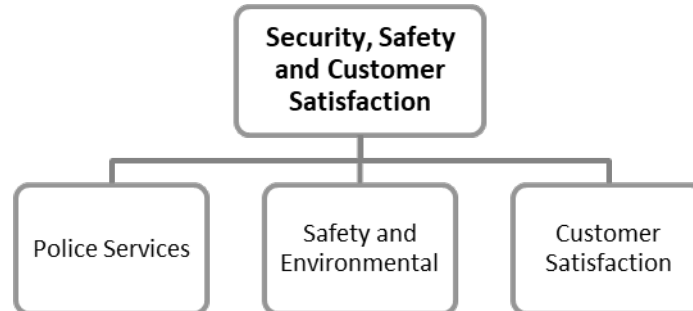 Security, Safety
and Customer
Satisfaction
Police Services
Safety and
Environmental
Customer
Satisfaction